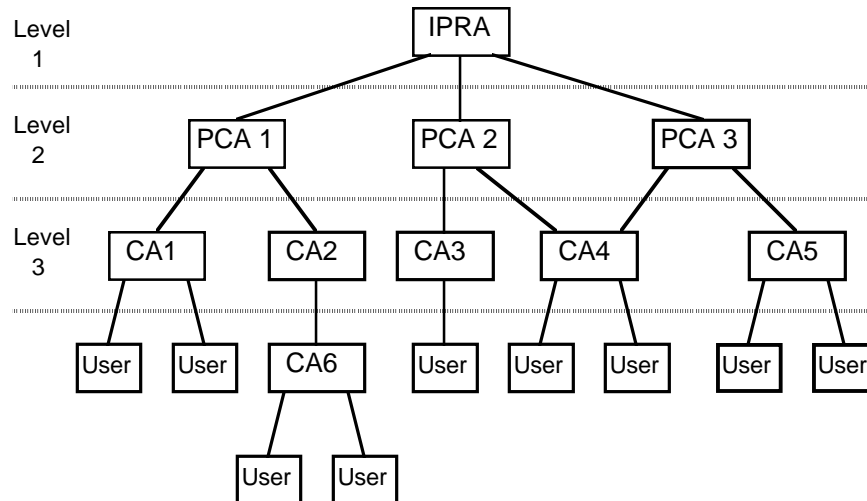 Level
1
IPRA
Level
2
PCA 1
PCA 2
PCA 3
Level
3
CA1
CA2
CA3
CA4
CA5
User
User
CA6
User
User
User
User
User
User
User